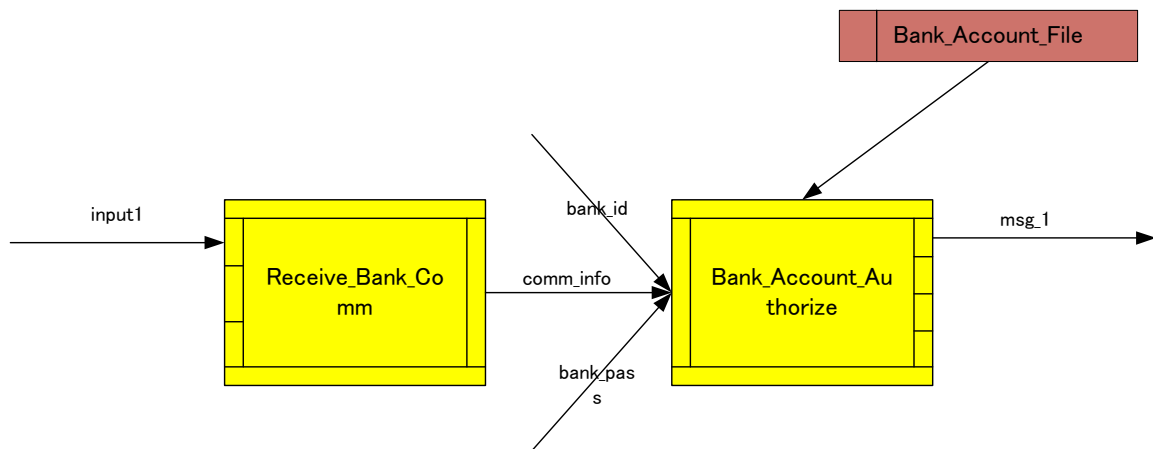 Bank_Account_File
input1
bank_id
msg_1
Receive_Bank_Co
mm
comm_info
Bank_Account_Au
thorize
bank_pas
s